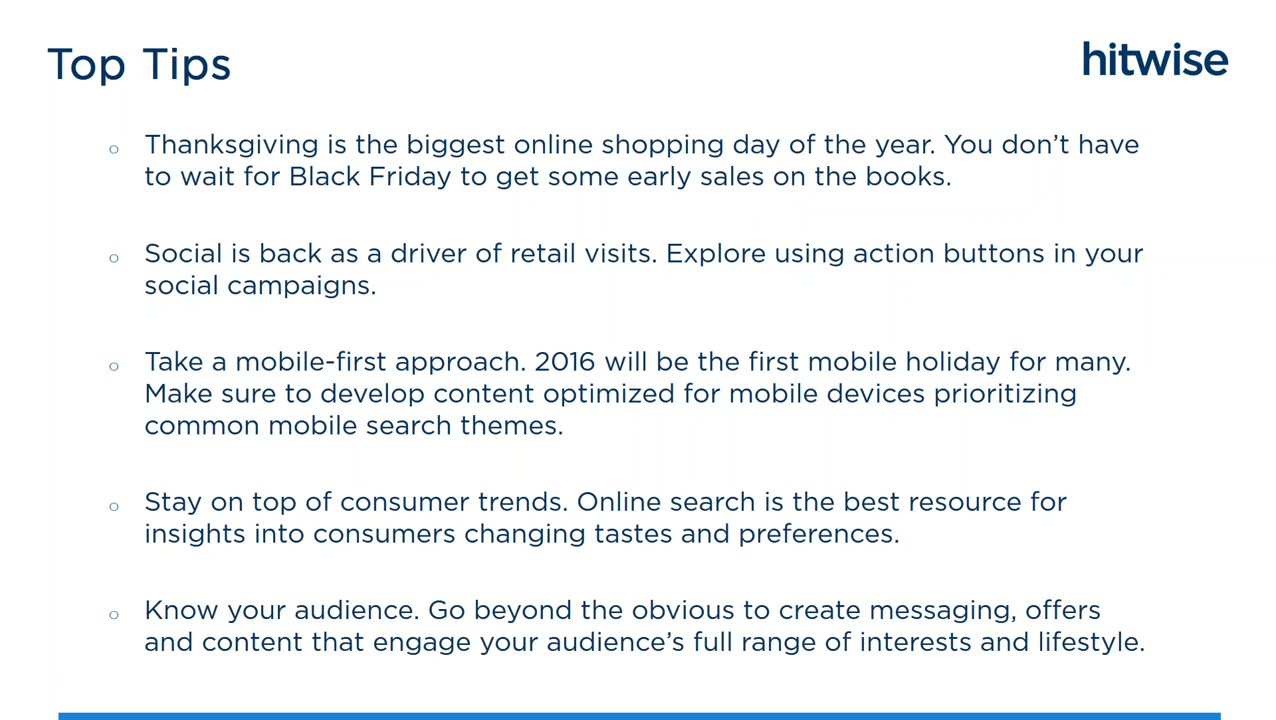 Top Tips
hitwise
Thanksgiving is the biggest online shopping day of the year. You don’t have
to wait for Black Friday to get some early sales on the books.
Social is back as a driver of retail visits. Explore using action buttons in your
social campaigns.
Take a mobile-first approach. 2016 will be the first mobile holiday for many.
Make sure to develop content optimized for mobile devices prioritizing
common mobile search themes.
Stay on top of consumer trends. Online search is the best resource for
insights into consumers changing tastes and preferences.
Know your audience. Go beyond the obvious to create messaging, offers
and content that engage your audience’s full range of interests and lifestyle.